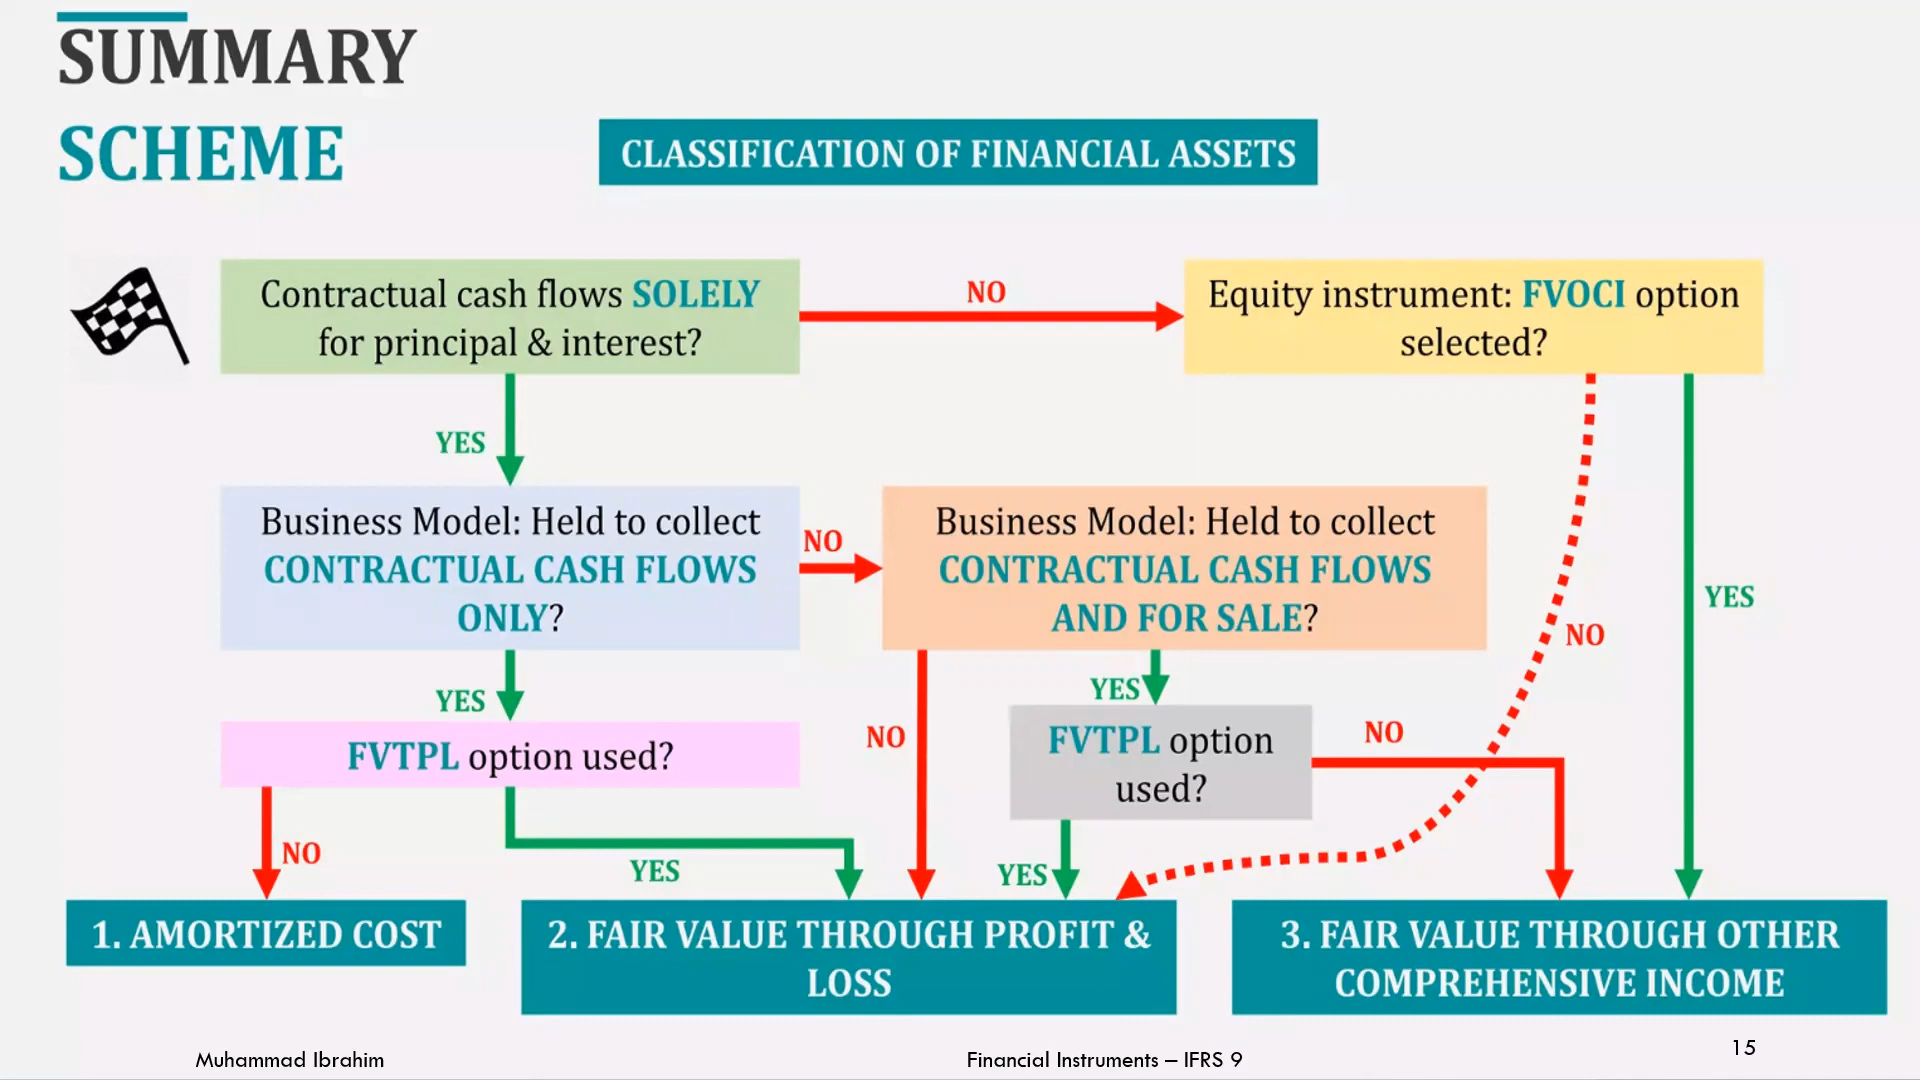 SUMMARY
SCHEME
CLASSIFICATION OF FINANCIAL ASSETS
Contractual cash flows SOLELY
for principal & interest?
NO
Equity instrument: FVOCI option
selected?
YES
Business Model: Held to collect
CONTRACTUAL CASH FLOWS
ONLY?
NO
Business Model: Held to collect
CONTRACTUAL CASH FLOWS
AND FOR SALE?
YES
NO
YES
FVTPL option used?
NO
YES
FVTPL option
used?
NO
NO
YES
YES
1. AMORTIZED COST
2. FAIR VALUE THROUGH PROFIT &
LOSS
3. FAIR VALUE THROUGH OTHER
COMPREHENSIVE INCOME
Muhammad Ibrahim
Financial Instruments – IFRS 9
15